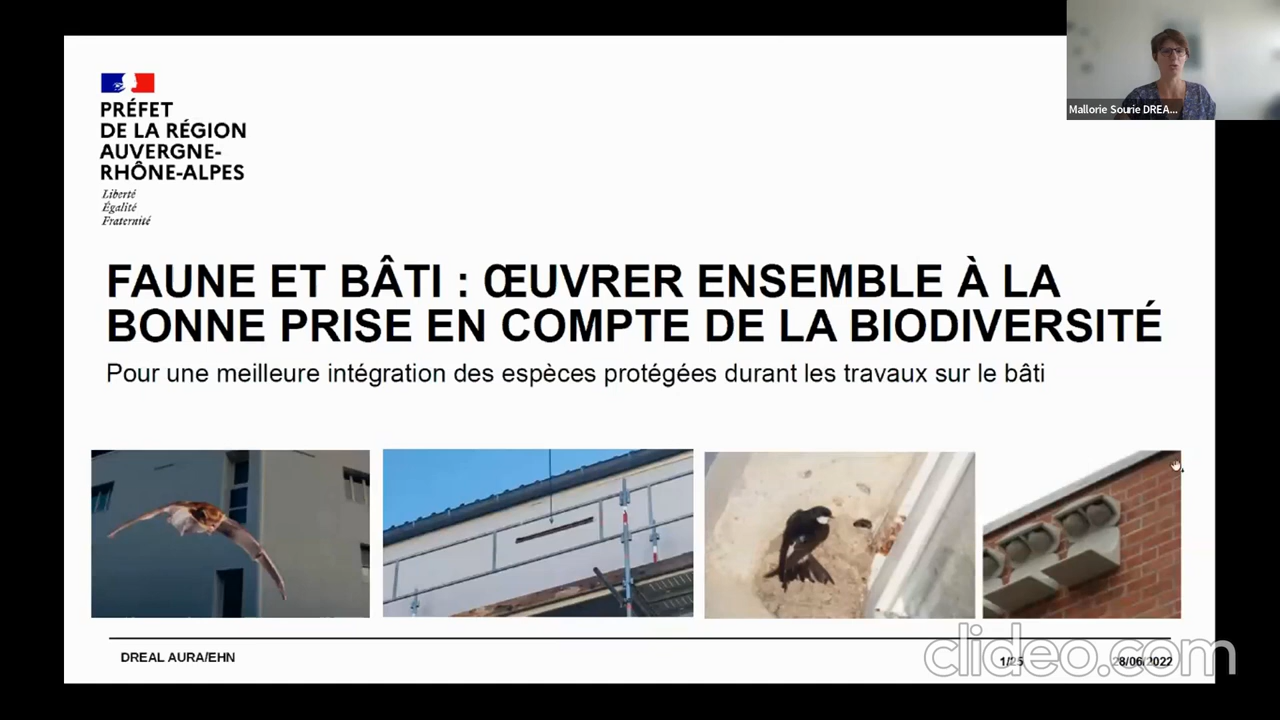 PRÉFET
DE LA RÉGION
AUVERGNE-
RHÔNE-ALPES
Liberté
Égalité
Fraternité
Mallorie Sourie DREA...
FAUNE ET BÂTI : ŒUVRER ENSEMBLE À LA
BONNE PRISE EN COMPTE DE LA BIODIVERSITÉ
Pour une meilleure intégration des espèces protégées durant les travaux sur le bâti
DREAL AURA/EHN
1/25
28/06/2022
clideo.com